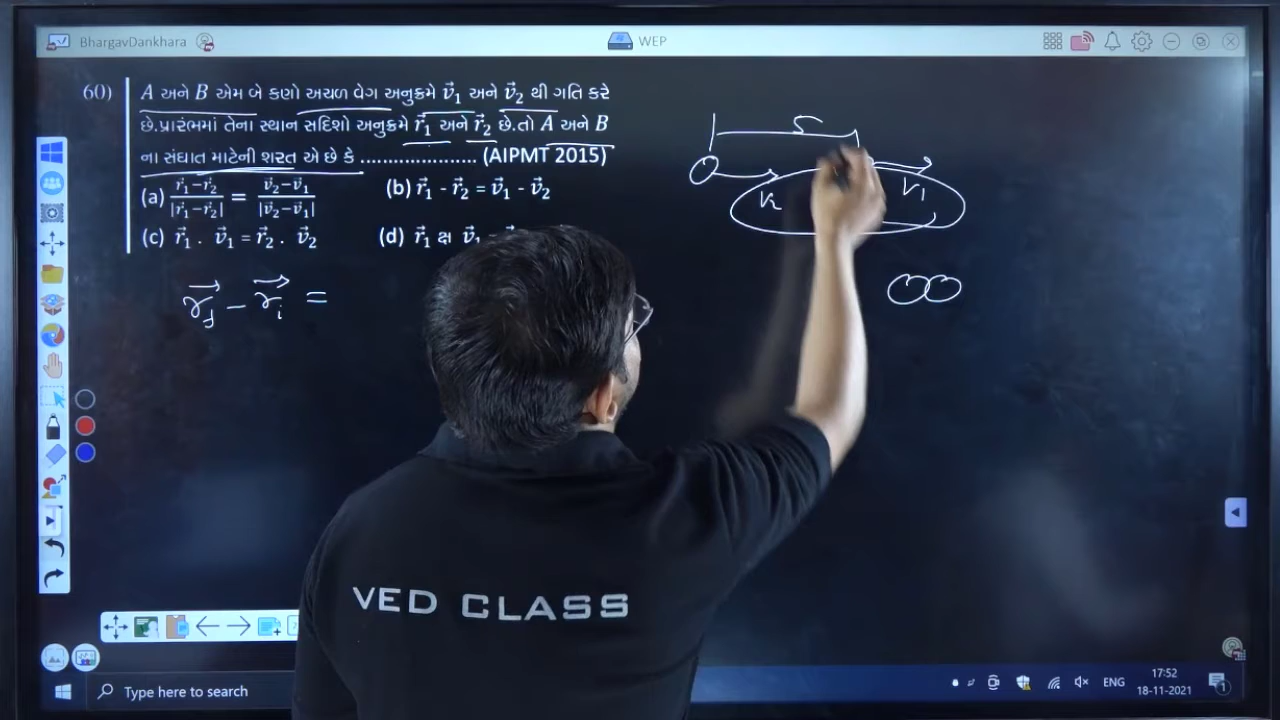 BhargavDankhara
WEP
60) A અને B એમ બે કણો અચળ વેગ અનુક્રમે v⃗₁ અને v⃗₂ થી ગતિ કરે
છે.પ્રારંભમાં તેના સ્થાન સદિશો અનુક્રમે r⃗₁ અને r⃗₂ છે.તો A અને B
ના સંઘાત માટેની શરત એ છે કે ..................... (AIPMT 2015)
(a) (r⃗₁−r⃗₂)/|r⃗₁−r⃗₂| = (v⃗₂−v⃗₁)/|v⃗₂−v⃗₁| (b) r⃗₁ - r⃗₂ = v⃗₁ - v⃗₂
(c) r⃗₁ . v⃗₁ = r⃗₂ . v⃗₂ (d) r⃗₁
r⃗f − r⃗i =
VED CLASS
Type here to search
ENG
17:52
18-11-2021